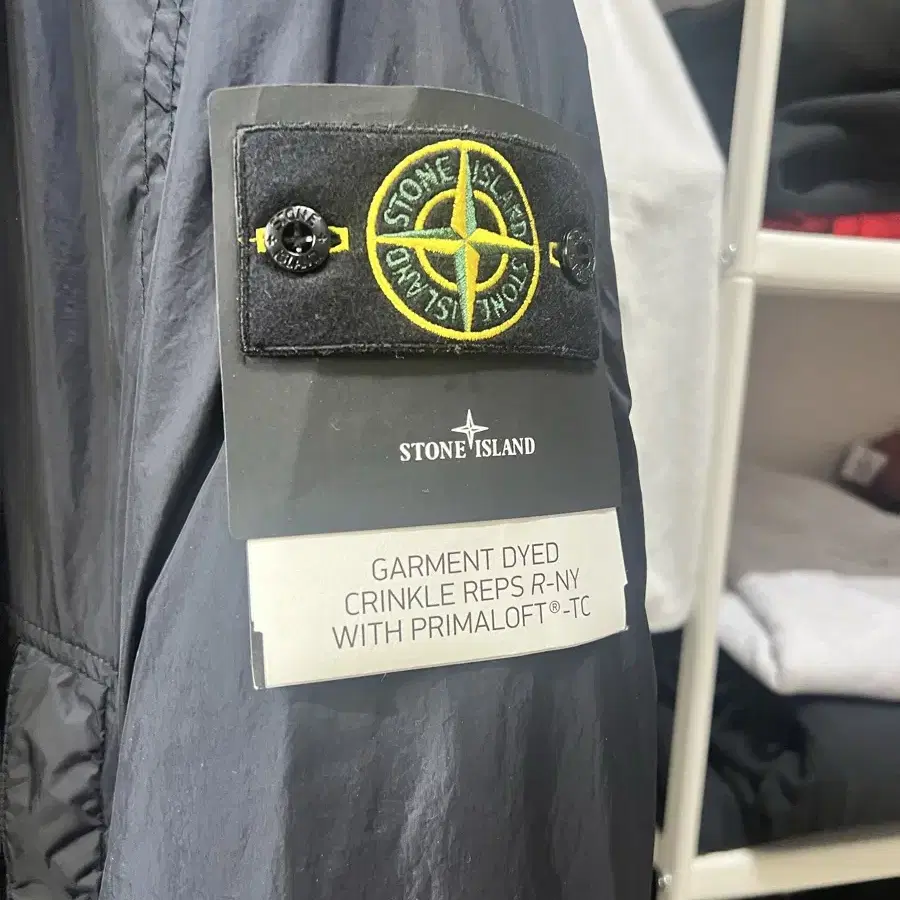 STONE ISLAND
STONE ISLAND
STONE
ISLAND
STONE ISLAND
GARMENT DYED
CRINKLE REPS R-NY
WITH PRIMALOFT®-TC